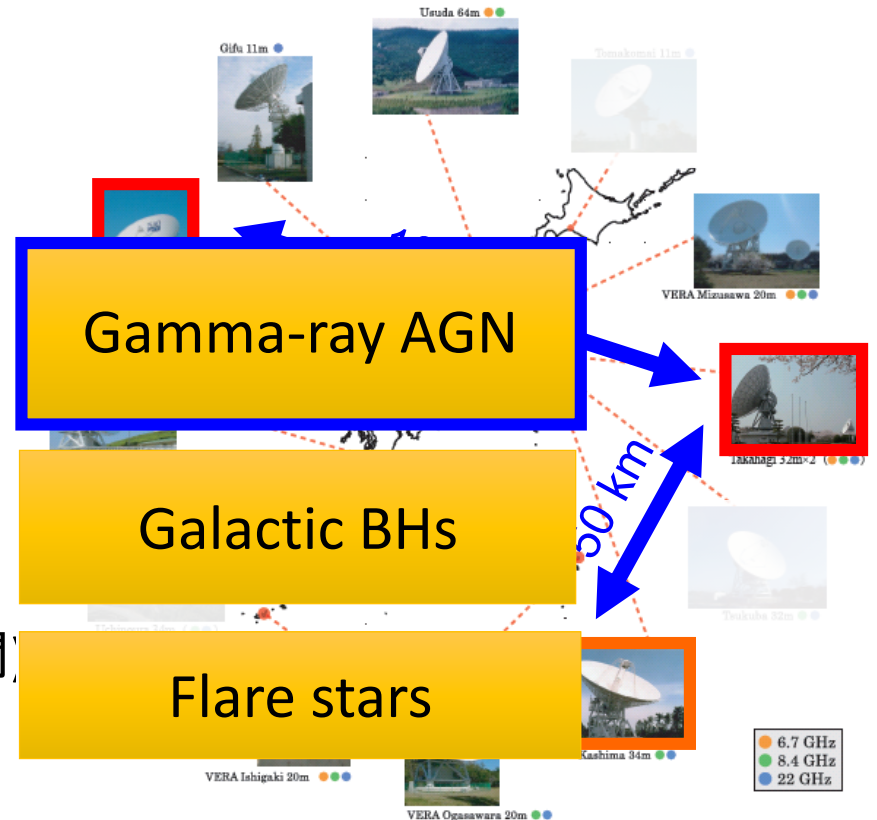 Usuda 64m
Gifu 11m
Tomakomai 11m
VERA Mizusawa 20m
Gamma-ray AGN
Takahagi 32m×2 ( )
50 km
Galactic BHs
Tsukuba 32m
Flare stars
Kashima 34m
6.7 GHz
8.4 GHz
22 GHz
VERA Ishigaki 20m
VERA Ogasawara 20m